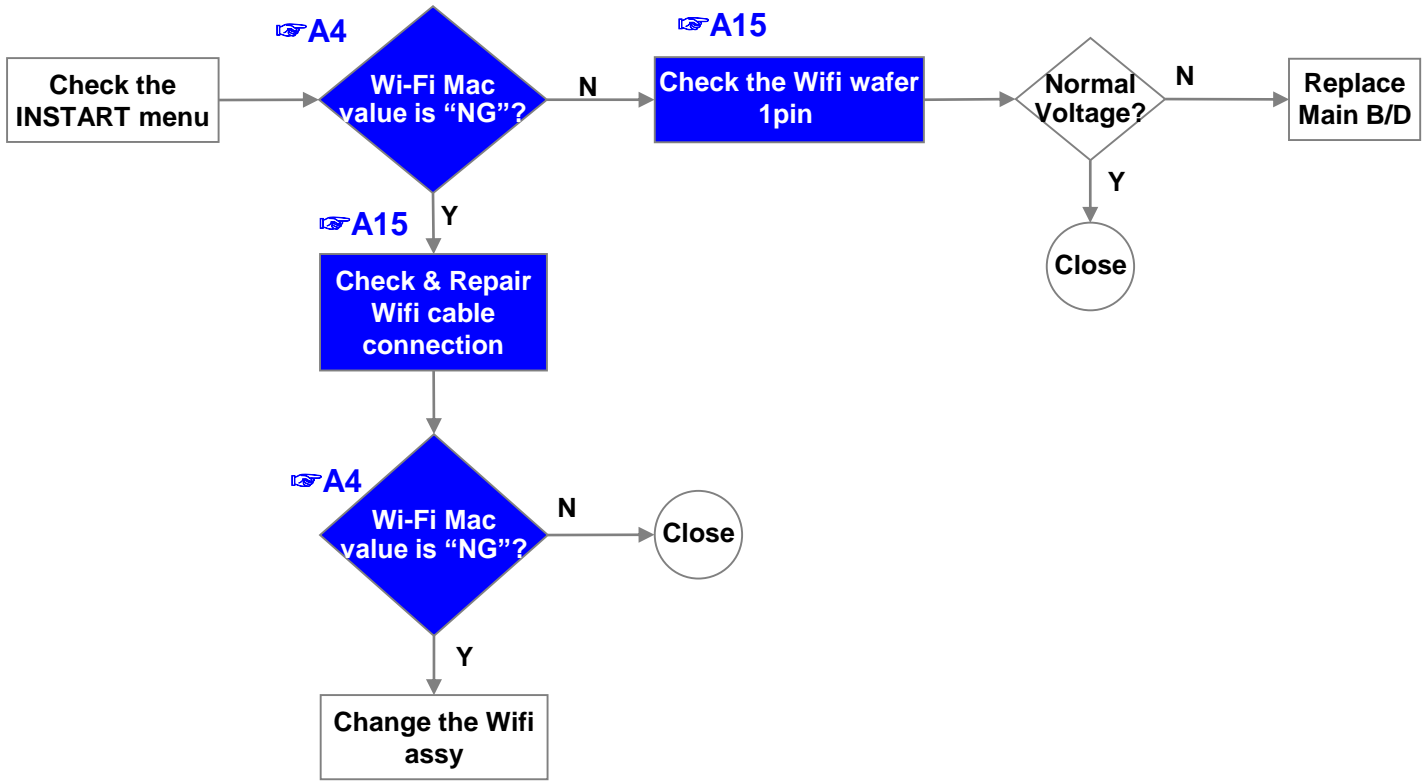 ☞A4
☞A15
Check the
INSTART menu
Wi-Fi Mac
value is “NG”?
N
Check the Wifi wafer
1pin
Normal
Voltage?
N
Replace
Main B/D
Y
Y
☞A15
Close
Check & Repair
Wifi cable
connection
☞A4
Wi-Fi Mac
value is “NG”?
N
Close
Y
Change the Wifi
assy